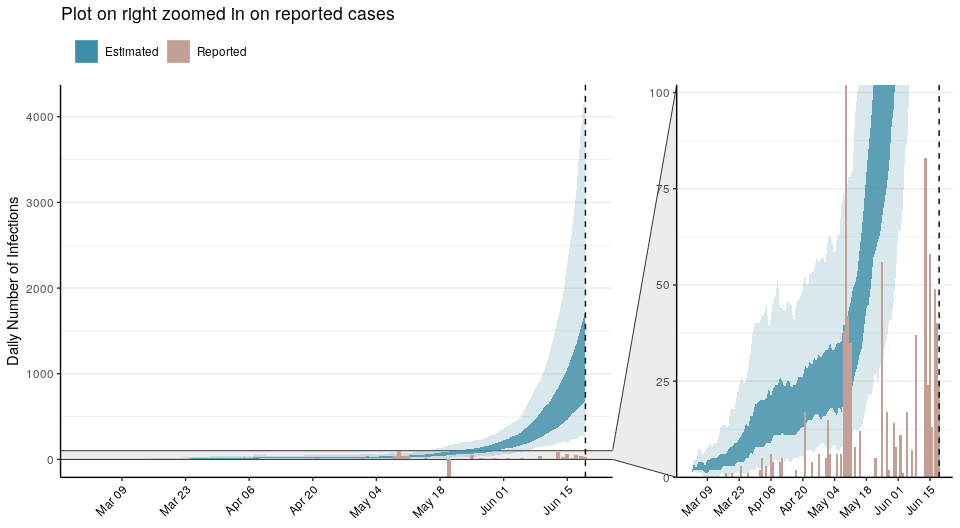 Plot on right zoomed in on reported cases
Estimated Reported
Daily Number of Infections
4000
3000
2000
1000
0
Mar 09 Mar 23 Apr 06 Apr 20 May 04 May 18 Jun 01 Jun 15
100
75
50
25
0
Mar 09 Mar 23 Apr 06 Apr 20 May 04 May 18 Jun 01 Jun 15